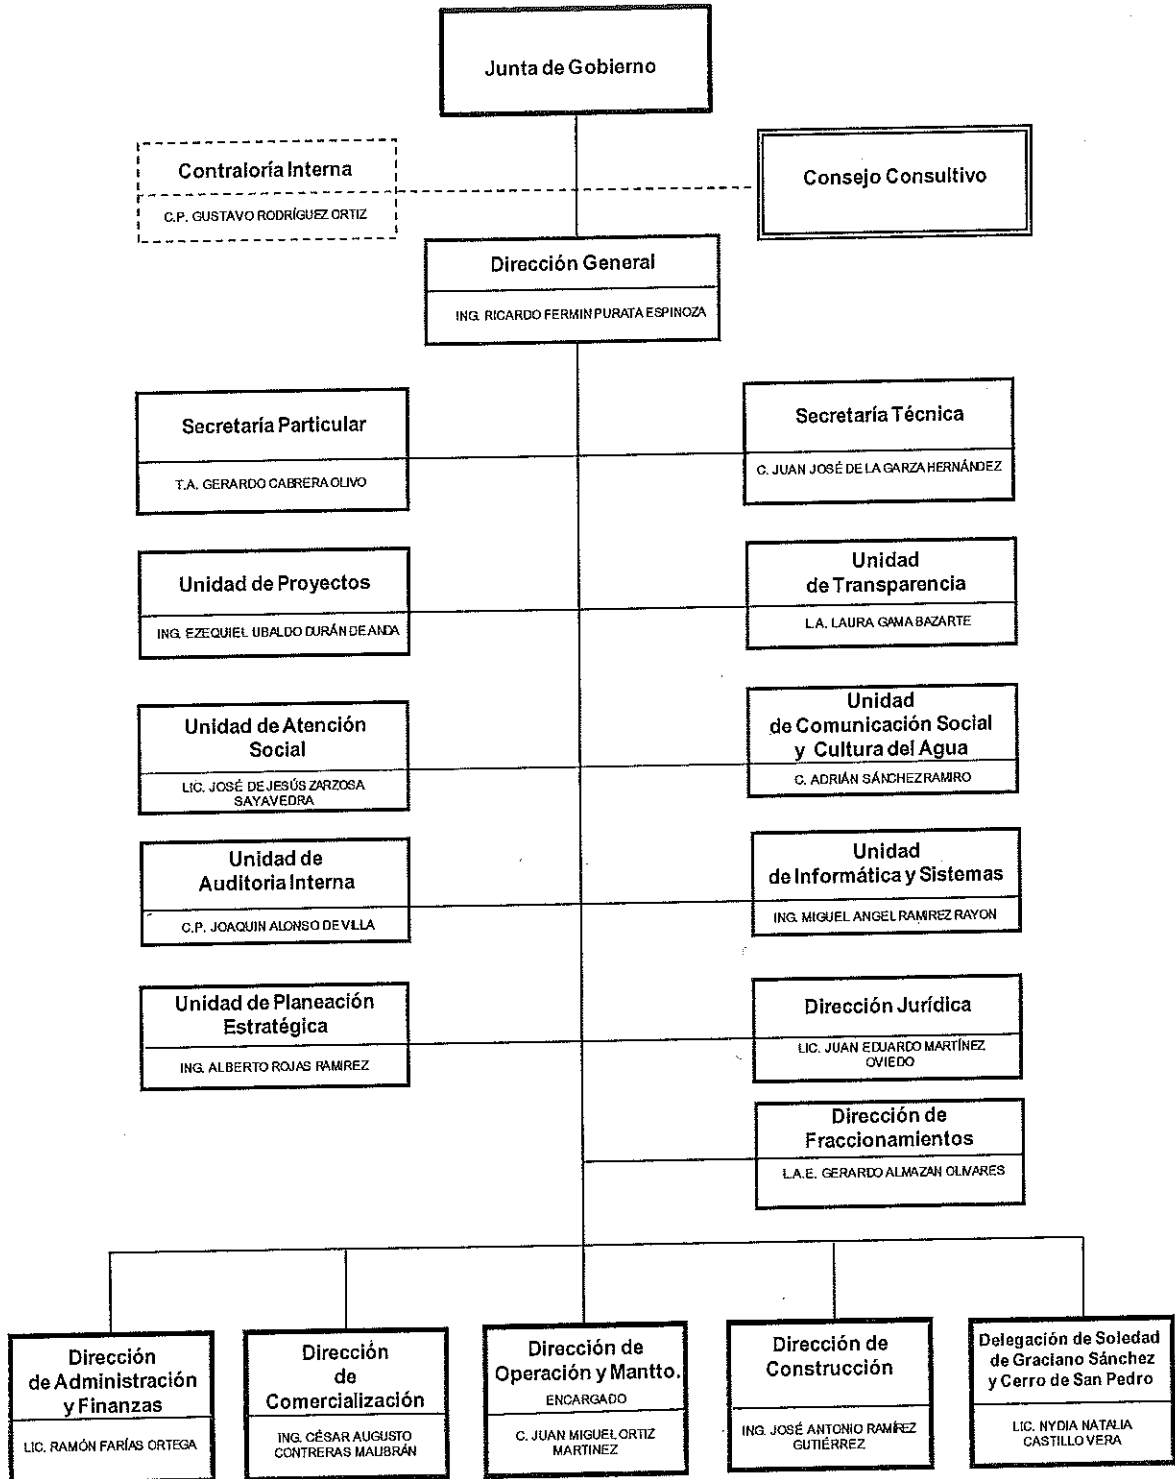 Junta de Gobierno
Contraloría Interna
C.P. GUSTAVO RODRÍGUEZ ORTIZ
Consejo Consultivo
Dirección General
ING. RICARDO FERMIN PURATA ESPINOZA
Secretaría Particular
T.A. GERARDO CABRERA OLIVO
Secretaría Técnica
C. JUAN JOSÉ DE LA GARZA HERNÁNDEZ
Unidad de Proyectos
ING. EZEQUIEL UBALDO DURÁN DE ANDA
Unidad
de Transparencia
L.A. LAURA GAMA BAZARTE
Unidad de Atención
Social
LIC. JOSÉ DE JESÚS ZARZOSA
SAYAVEDRA
Unidad
de Comunicación Social
y Cultura del Agua
C. ADRIÁN SÁNCHEZ RAMIRO
Unidad de
Auditoria Interna
C.P. JOAQUIN ALONSO DE VILLA
Unidad
de Informática y Sistemas
ING. MIGUEL ANGEL RAMIREZ RAYON
Unidad de Planeación
Estratégica
ING. ALBERTO ROJAS RAMIREZ
Dirección Jurídica
LIC. JUAN EDUARDO MARTÍNEZ
OVIEDO
Dirección de
Fraccionamientos
L.A.E. GERARDO ALMAZAN OLIVARES
Dirección
de Administración
y Finanzas
LIC. RAMÓN FARÍAS ORTEGA
Dirección
de
Comercialización
ING. CÉSAR AUGUSTO
CONTRERAS MALIBRÁN
Dirección de
Operación y Mantto.
ENCARGADO
C. JUAN MIGUEL ORTIZ
MARTINEZ
Dirección de
Construcción
ING. JOSÉ ANTONIO RAMÍREZ
GUTIÉRREZ
Delegación de Soledad
de Graciano Sánchez
y Cerro de San Pedro
LIC. NYDIA NATALIA
CASTILLO VERA